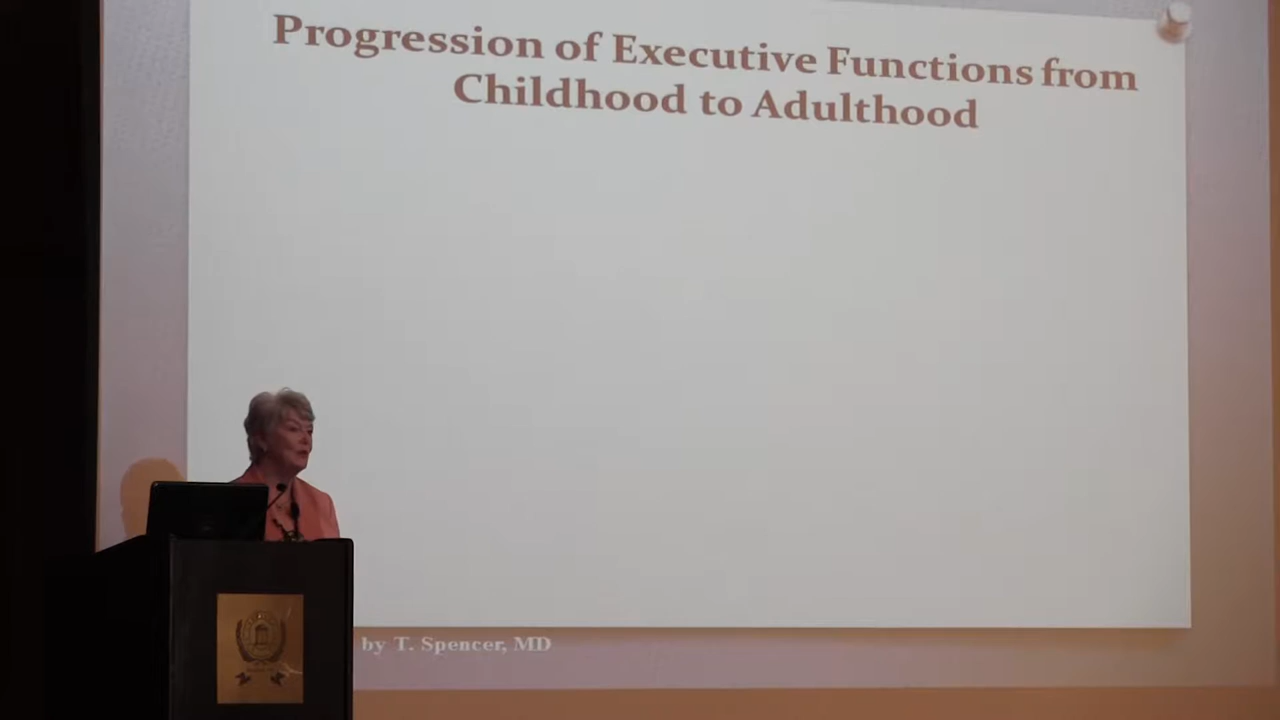 Progression of Executive Functions from
Childhood to Adulthood
by T. Spencer, MD